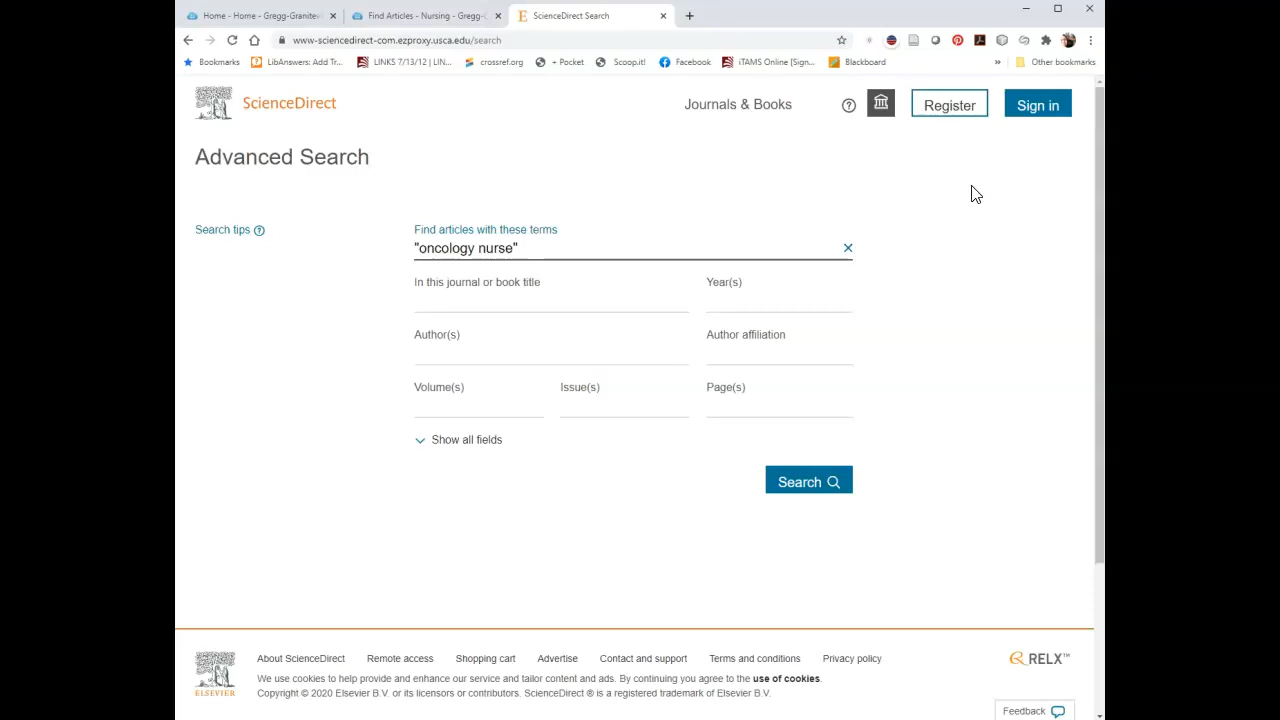 Home - Home - Gregg-Granitev
Find Articles - Nursing - Gregg-G
ScienceDirect Search
www-sciencedirect-com.ezproxy.usca.edu/search
Bookmarks
LibAnswers: Add Tr...
LINKS 7/13/12 | LIN...
crossref.org
+ Pocket
Scoop.it!
Facebook
iTAMS Online [Sign...
Blackboard
»
Other bookmarks
ScienceDirect
Journals & Books
Register
Sign in
Advanced Search
Search tips
Find articles with these terms
"oncology nurse"
In this journal or book title
Year(s)
Author(s)
Author affiliation
Volume(s)
Issue(s)
Page(s)
Show all fields
Search
ELSEVIER
About ScienceDirect
Remote access
Shopping cart
Advertise
Contact and support
Terms and conditions
Privacy policy
We use cookies to help provide and enhance our service and tailor content and ads. By continuing you agree to the use of cookies.
Copyright © 2020 Elsevier B.V. or its licensors or contributors. ScienceDirect ® is a registered trademark of Elsevier B.V.
RELX™
Feedback